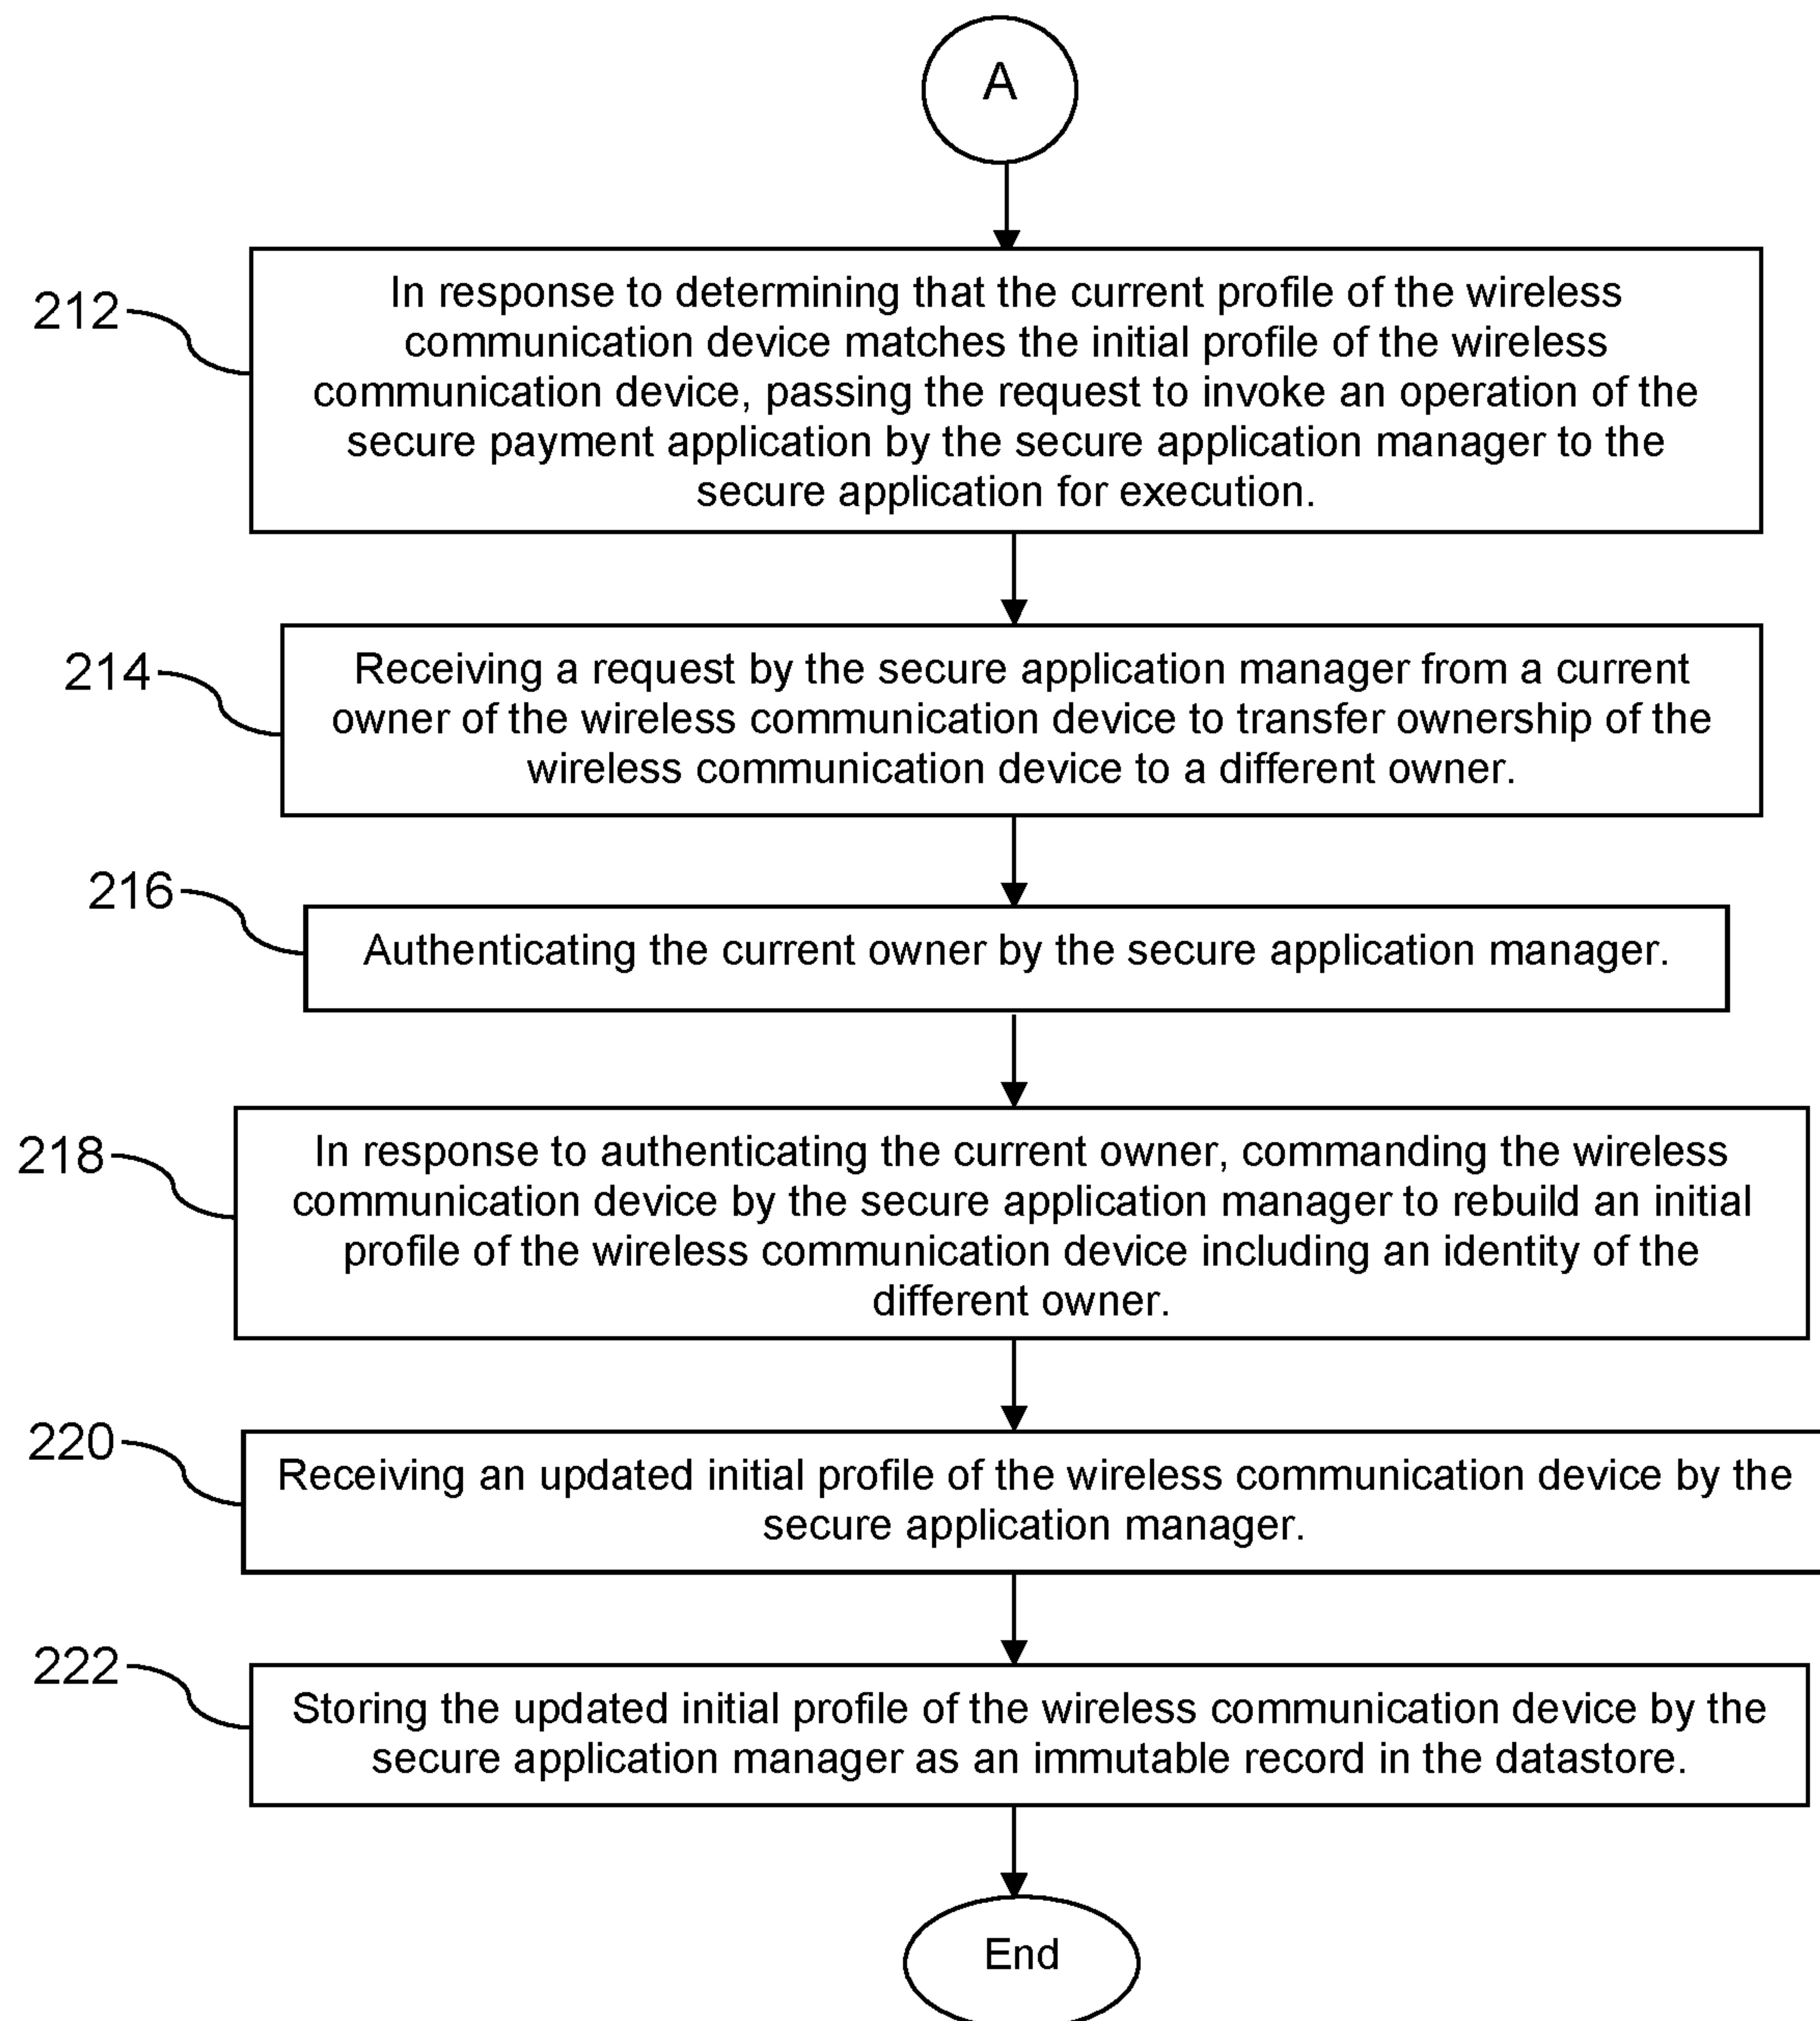 A
212
In response to determining that the current profile of the wireless
communication device matches the initial profile of the wireless
communication device, passing the request to invoke an operation of the
secure payment application by the secure application manager to the
secure application for execution.
214
Receiving a request by the secure application manager from a current
owner of the wireless communication device to transfer ownership of the
wireless communication device to a different owner.
216
Authenticating the current owner by the secure application manager.
218
In response to authenticating the current owner, commanding the wireless
communication device by the secure application manager to rebuild an initial
profile of the wireless communication device including an identity of the
different owner.
220
Receiving an updated initial profile of the wireless communication device by the
secure application manager.
222
Storing the updated initial profile of the wireless communication device by the
secure application manager as an immutable record in the datastore.
End